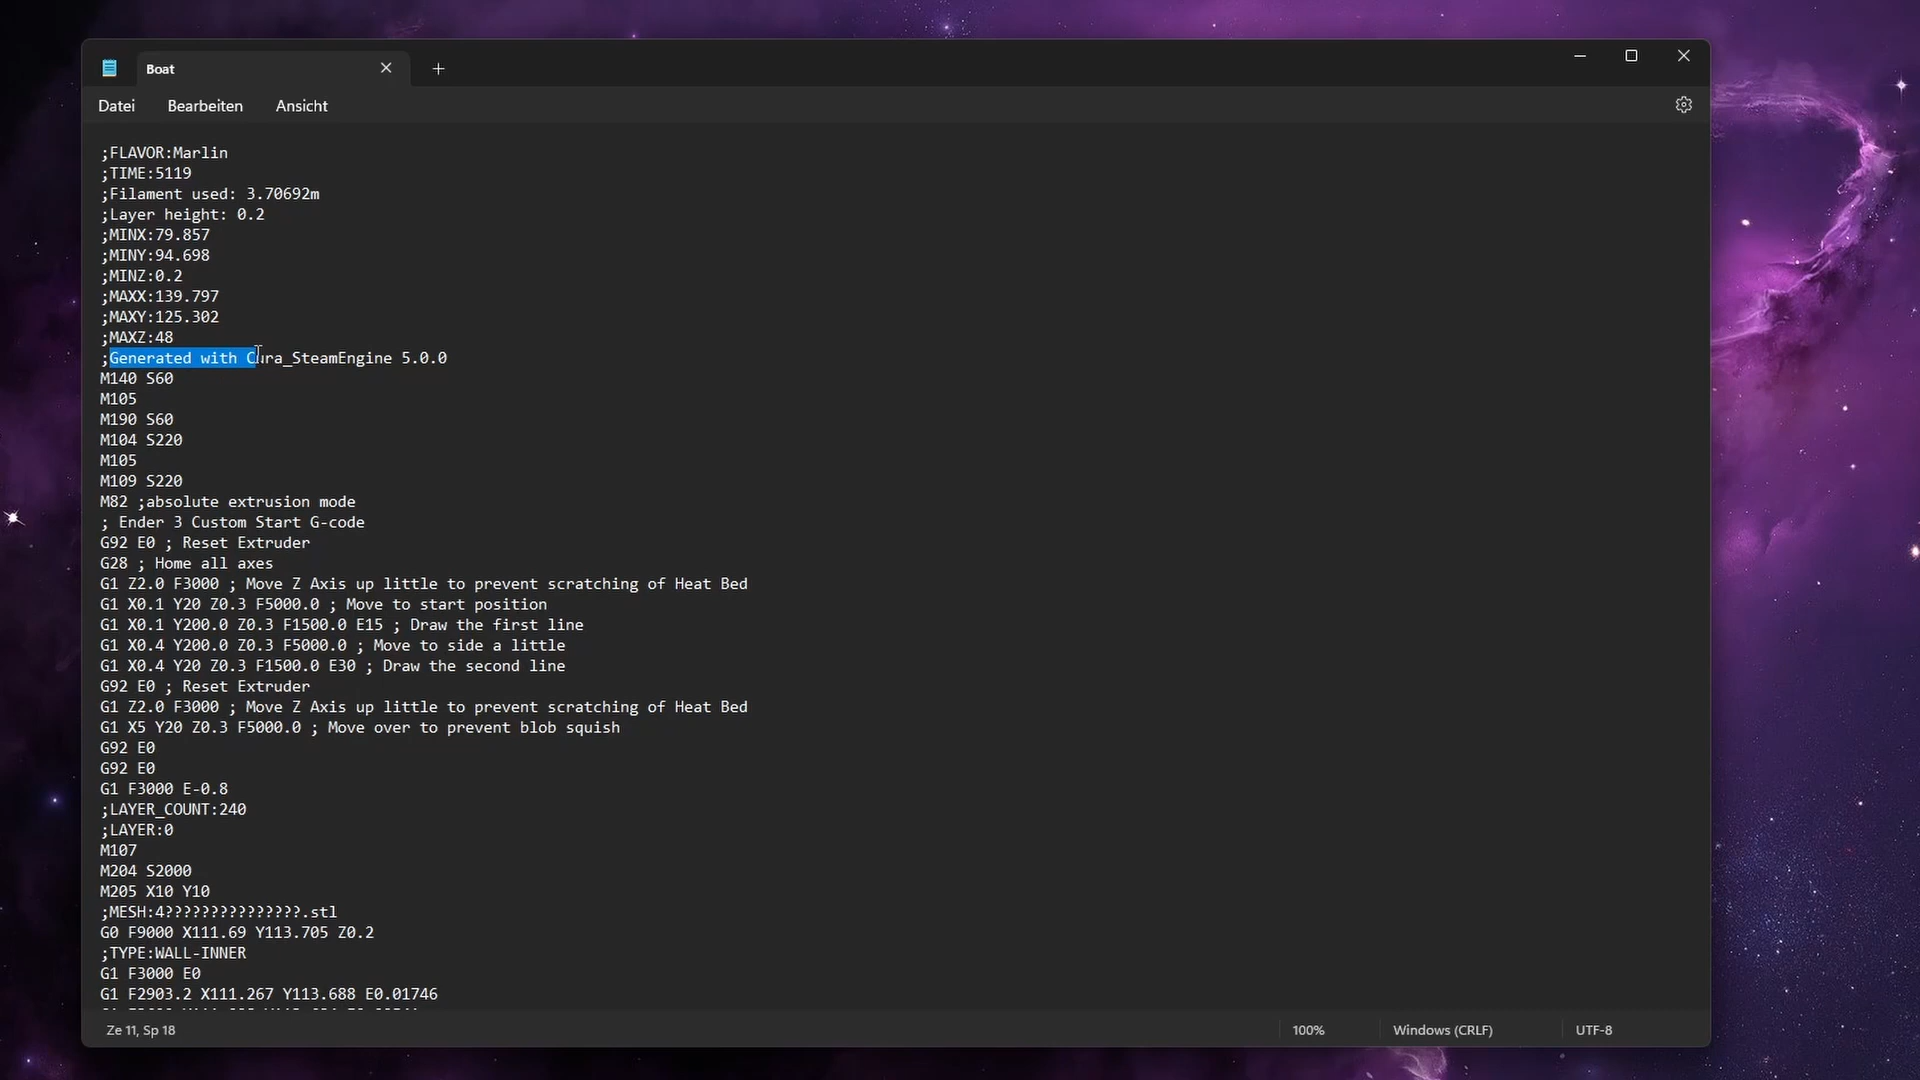 Boat
Datei Bearbeiten Ansicht
;FLAVOR:Marlin
;TIME:5119
;Filament used: 3.70692m
;Layer height: 0.2
;MINX:79.857
;MINY:94.698
;MINZ:0.2
;MAXX:139.797
;MAXY:125.302
;MAXZ:48
;Generated with Cura_SteamEngine 5.0.0
M140 S60
M105
M190 S60
M104 S220
M105
M109 S220
M82 ;absolute extrusion mode
; Ender 3 Custom Start G-code
G92 E0 ; Reset Extruder
G28 ; Home all axes
G1 Z2.0 F3000 ; Move Z Axis up little to prevent scratching of Heat Bed
G1 X0.1 Y20 Z0.3 F5000.0 ; Move to start position
G1 X0.1 Y200.0 Z0.3 F1500.0 E15 ; Draw the first line
G1 X0.4 Y200.0 Z0.3 F5000.0 ; Move to side a little
G1 X0.4 Y20 Z0.3 F1500.0 E30 ; Draw the second line
G92 E0 ; Reset Extruder
G1 Z2.0 F3000 ; Move Z Axis up little to prevent scratching of Heat Bed
G1 X5 Y20 Z0.3 F5000.0 ; Move over to prevent blob squish
G92 E0
G92 E0
G1 F3000 E-0.8
;LAYER_COUNT:240
;LAYER:0
M107
M204 S2000
M205 X10 Y10
;MESH:4???????????????.stl
G0 F9000 X111.69 Y113.705 Z0.2
;TYPE:WALL-INNER
G1 F3000 E0
G1 F2903.2 X111.267 Y113.688 E0.01746
Ze 11, Sp 18 100% Windows (CRLF) UTF-8